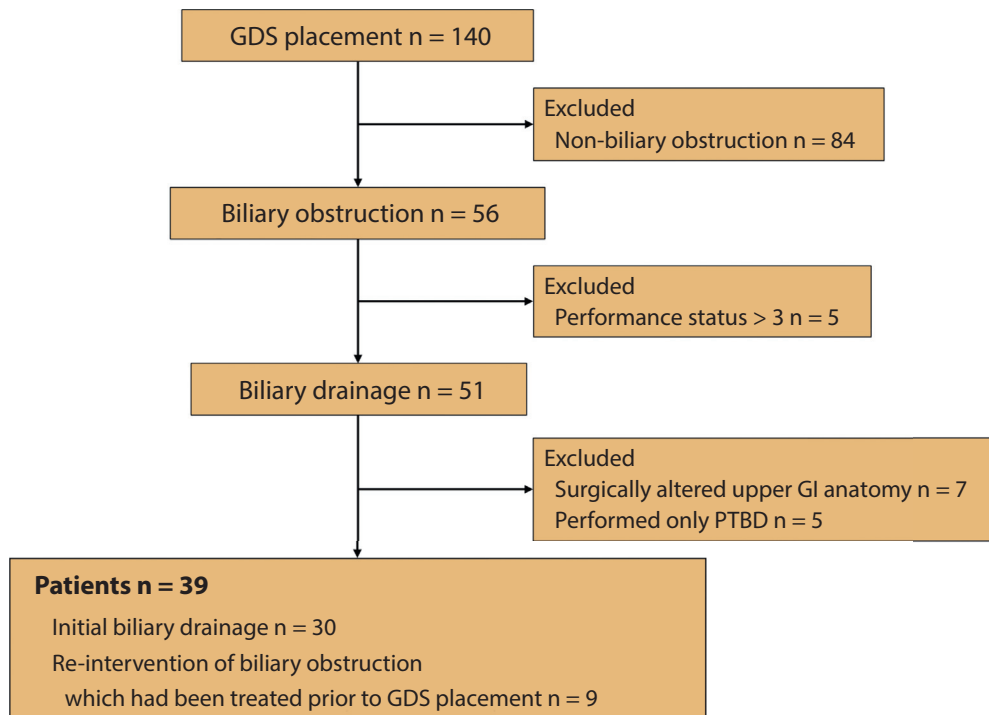 GDS placement n = 140
Excluded
Non-biliary obstruction n = 84
Biliary obstruction n = 56
Excluded
Performance status > 3 n = 5
Biliary drainage n = 51
Excluded
Surgically altered upper GI anatomy n = 7
Performed only PTBD n = 5
Patients n = 39
Initial biliary drainage n = 30
Re-intervention of biliary obstruction
which had been treated prior to GDS placement n = 9